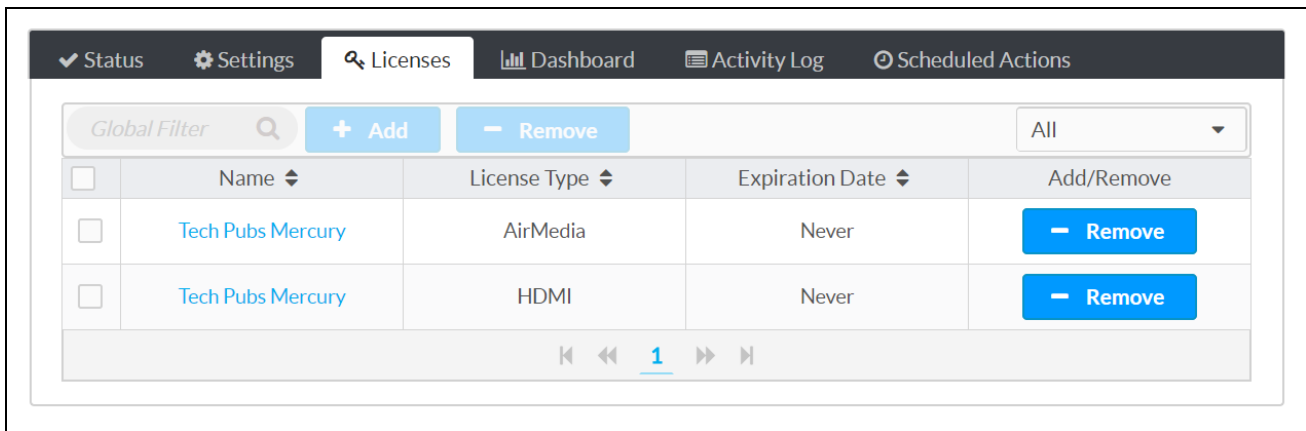 Status Settings Licenses Dashboard Activity Log Scheduled Actions
Global Filter Add Remove All
Name License Type Expiration Date Add/Remove
Tech Pubs Mercury AirMedia Never Remove
Tech Pubs Mercury HDMI Never Remove
1